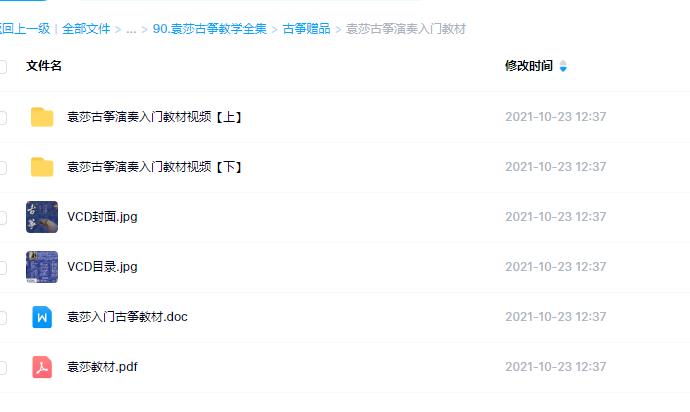 返回上一级 | 全部文件 > ... > 90.袁莎古筝教学全集 > 古筝赠品 > 袁莎古筝演奏入门教材
文件名 修改时间
袁莎古筝演奏入门教材视频【上】 2021-10-23 12:37
袁莎古筝演奏入门教材视频【下】 2021-10-23 12:37
古筝
VCD封面.jpg 2021-10-23 12:37
VCD目录.jpg 2021-10-23 12:37
W 袁莎入门古筝教材.doc 2021-10-23 12:37
袁莎教材.pdf 2021-10-23 12:37